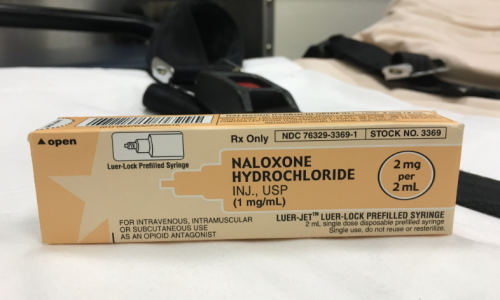 ▲ open
Luer-Lock Prefilled Syringe
Rx Only
NDC 76329-3369-1
STOCK NO. 3369
NALOXONE
HYDROCHLORIDE
INJ., USP
(1 mg/mL)
2 mg
per
2 mL
FOR INTRAVENOUS, INTRAMUSCULAR
OR SUBCUTANEOUS USE
AS AN OPIOID ANTAGONIST
LUER-JET™ LUER-LOCK PREFILLED SYRINGE
2 mL single dose disposable prefilled syringe
Single use, do not reuse or resterilize.